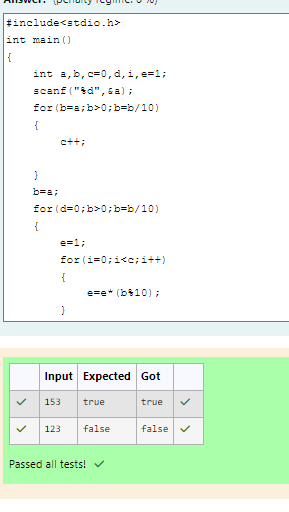 Answer: (penalty regime: 0 %)
#include<stdio.h>
int main()
{
    int a,b,c=0,d,i,e=1;
    scanf("%d",&a);
    for(b=a;b>0;b=b/10)
    {
        c++;

    }
    b=a;
    for(d=0;b>0;b=b/10)
    {
        e=1;
        for(i=0;i<c;i++)
        {
            e=e*(b%10);
        }
Input Expected Got
✓ 153 true true ✓
✓ 123 false false ✓
Passed all tests! ✓